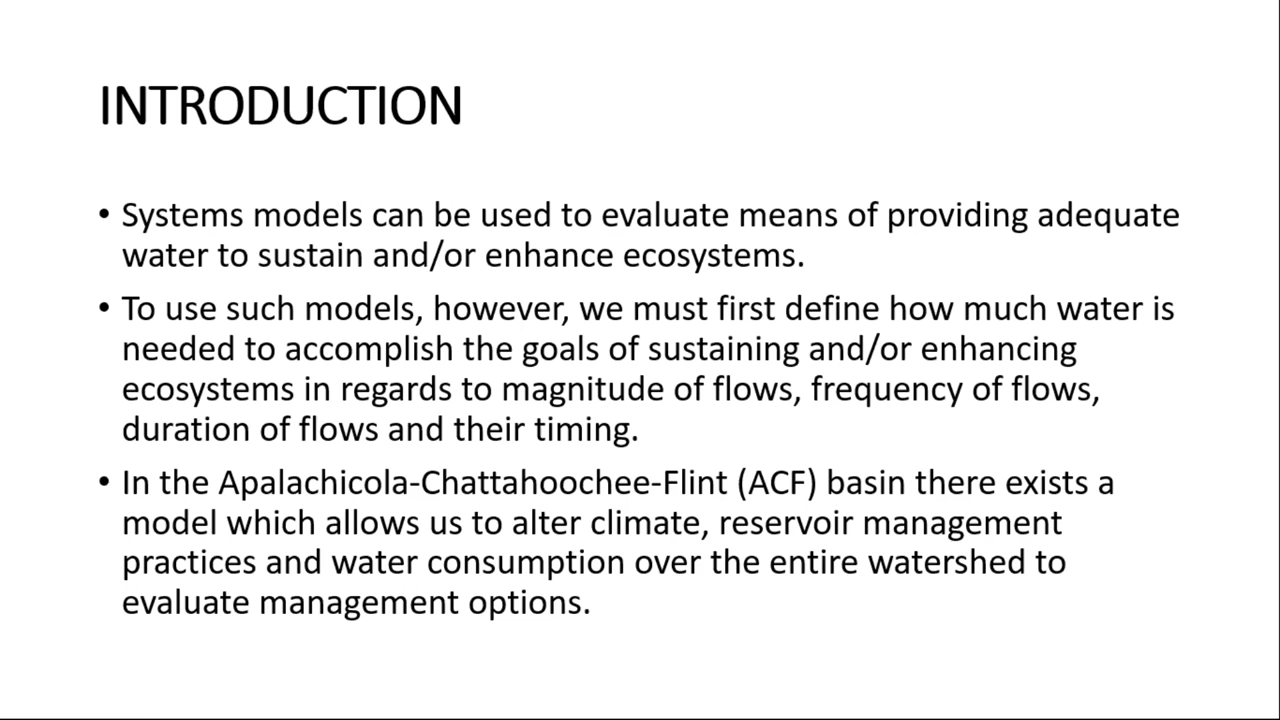 INTRODUCTION
• Systems models can be used to evaluate means of providing adequate
water to sustain and/or enhance ecosystems.
• To use such models, however, we must first define how much water is
needed to accomplish the goals of sustaining and/or enhancing
ecosystems in regards to magnitude of flows, frequency of flows,
duration of flows and their timing.
• In the Apalachicola-Chattahoochee-Flint (ACF) basin there exists a
model which allows us to alter climate, reservoir management
practices and water consumption over the entire watershed to
evaluate management options.